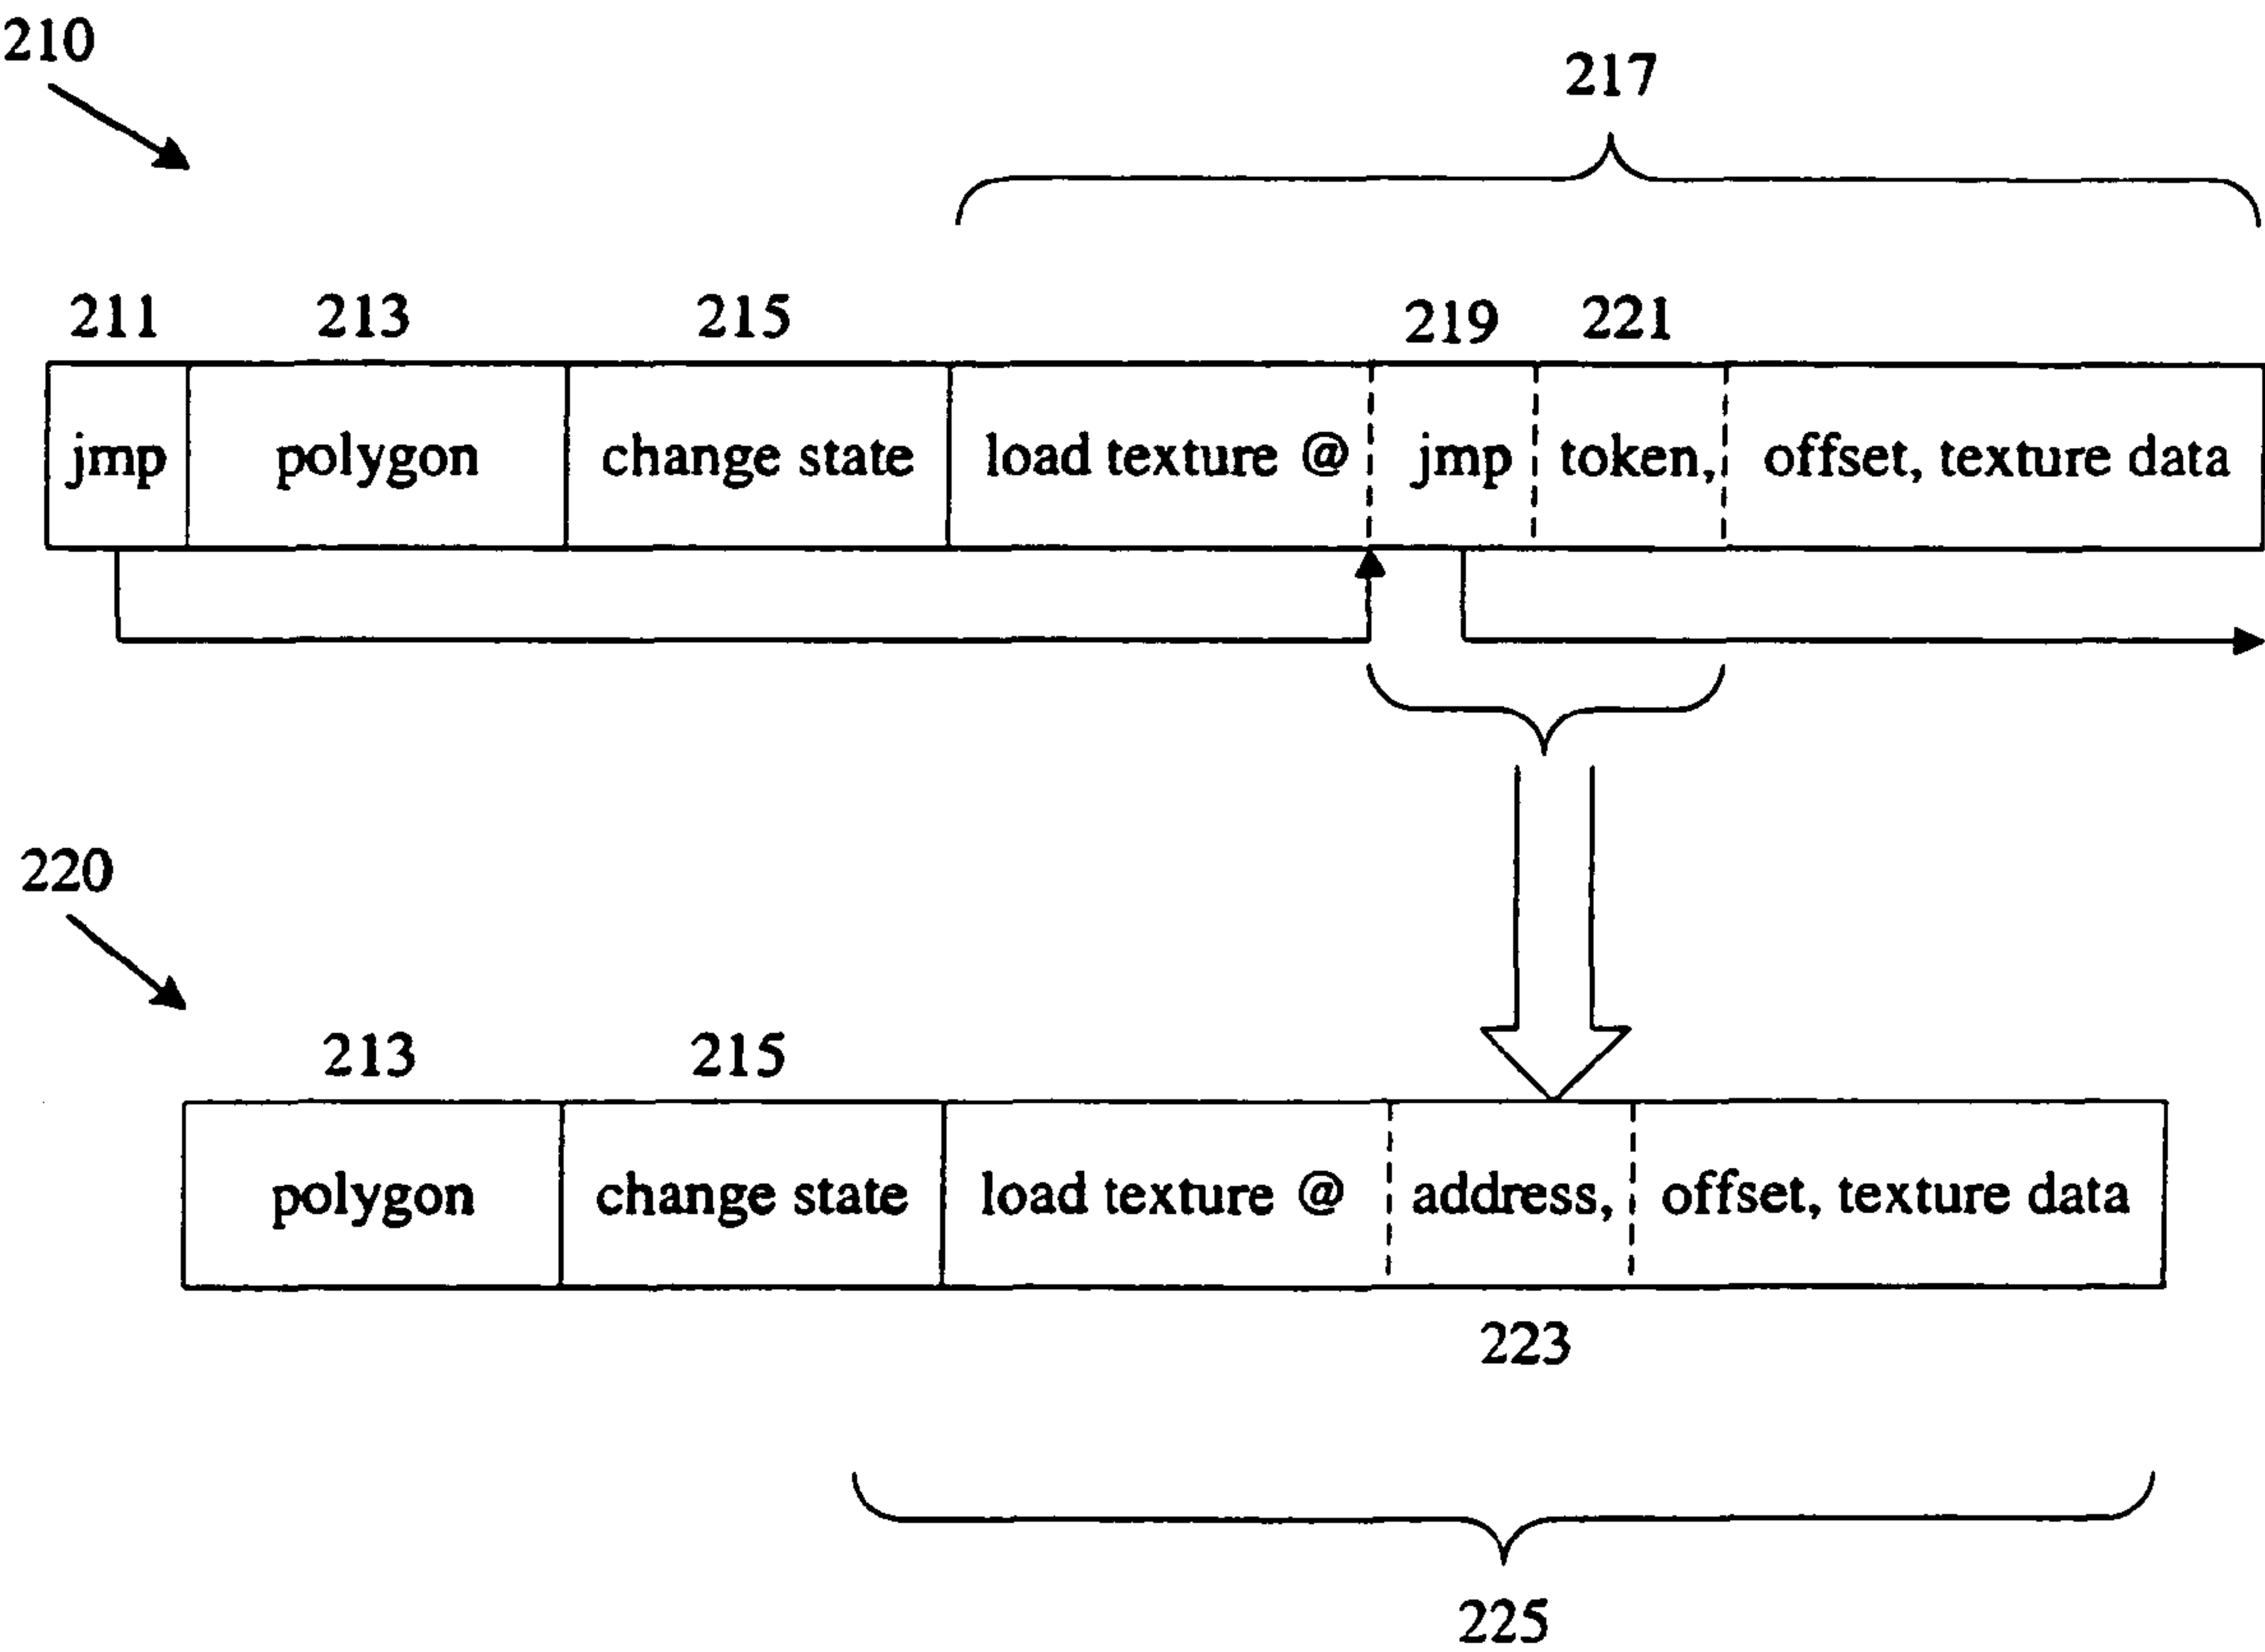 210
217
211 213 215 219 221
jmp polygon change state load texture @ jmp token, offset, texture data
220
213 215
polygon change state load texture @ address, offset, texture data
223
225